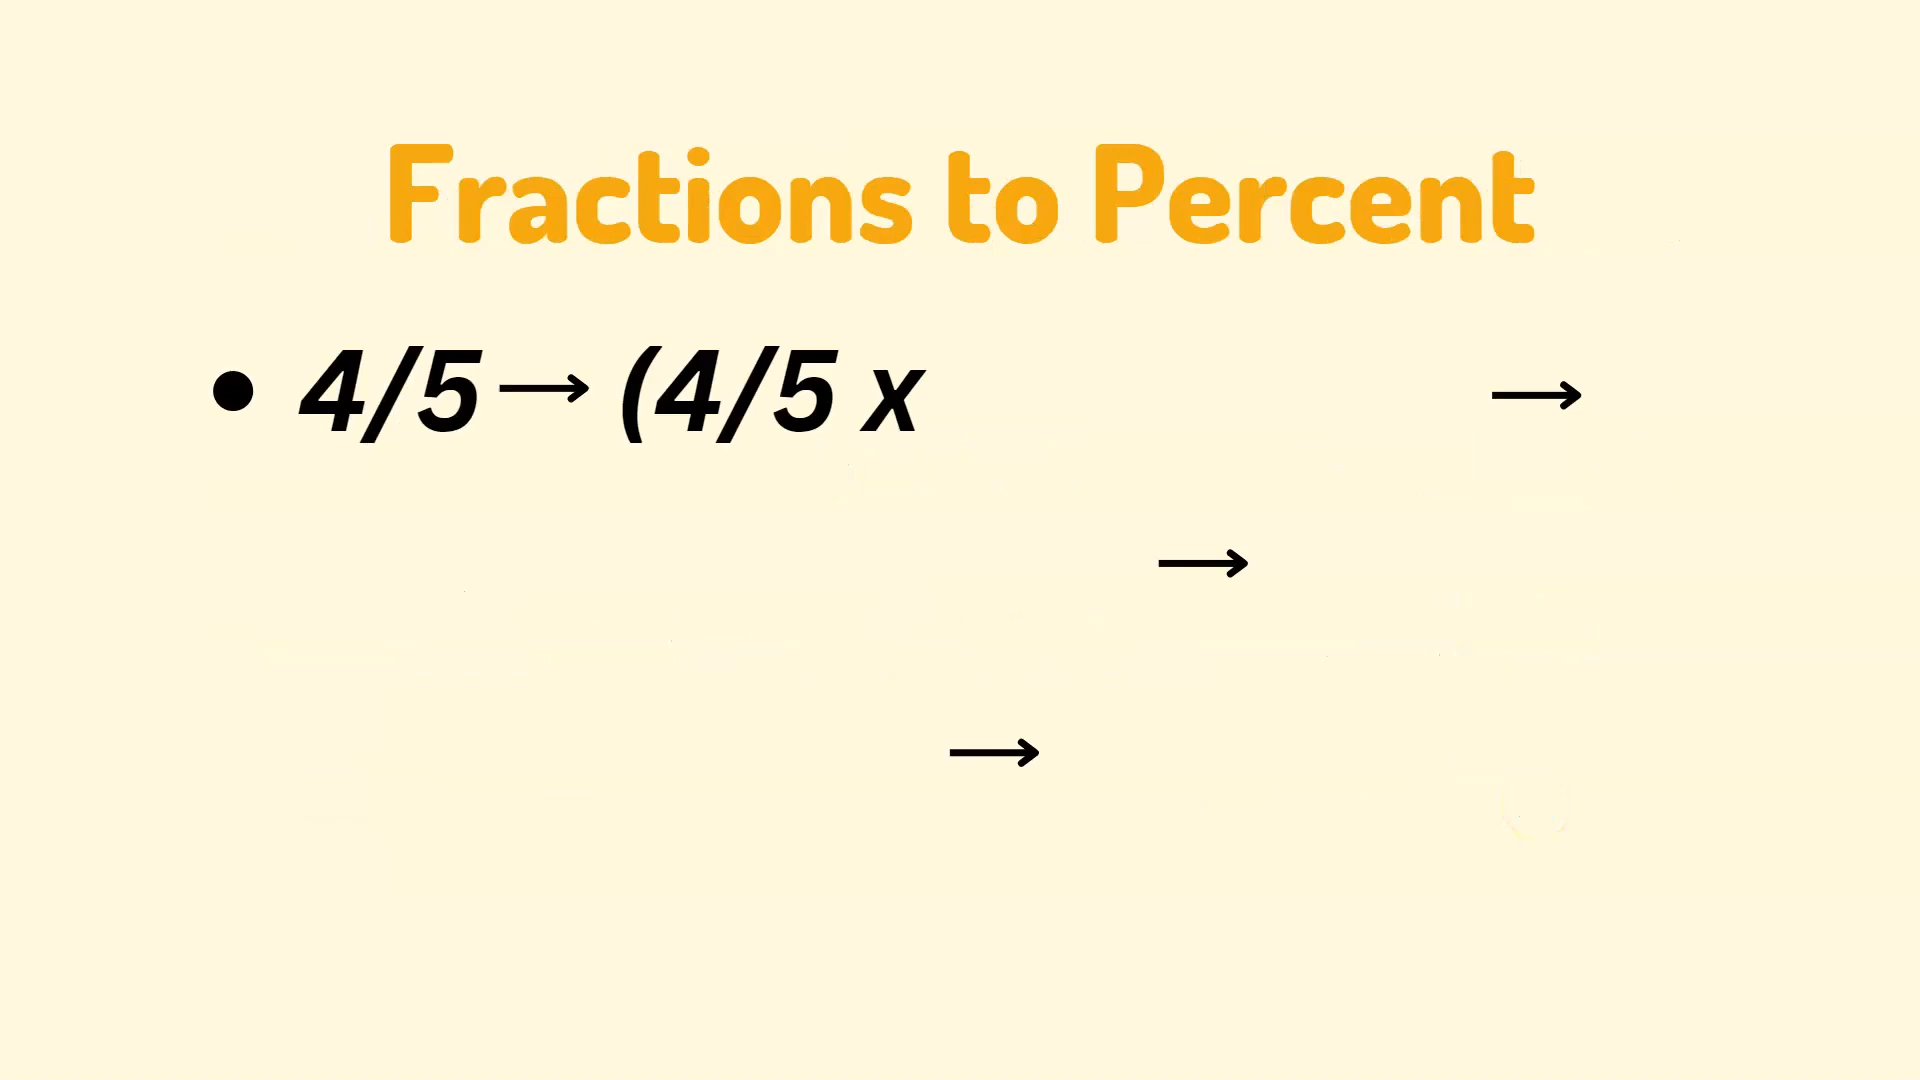 Fractions to Percent
• 4/5 → (4/5 x →
→
→